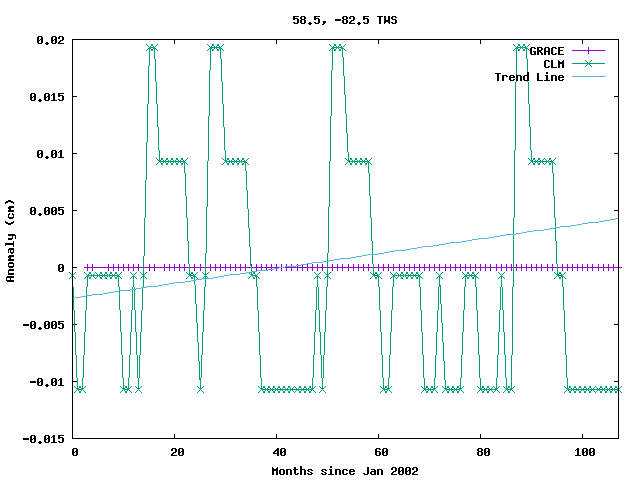 58.5, -82.5 TWS
GRACE
CLM
Trend Line
0.02
0.015
0.01
0.005
0
-0.005
-0.01
-0.015
Anomaly (cm)
0 20 40 60 80 100
Months since Jan 2002